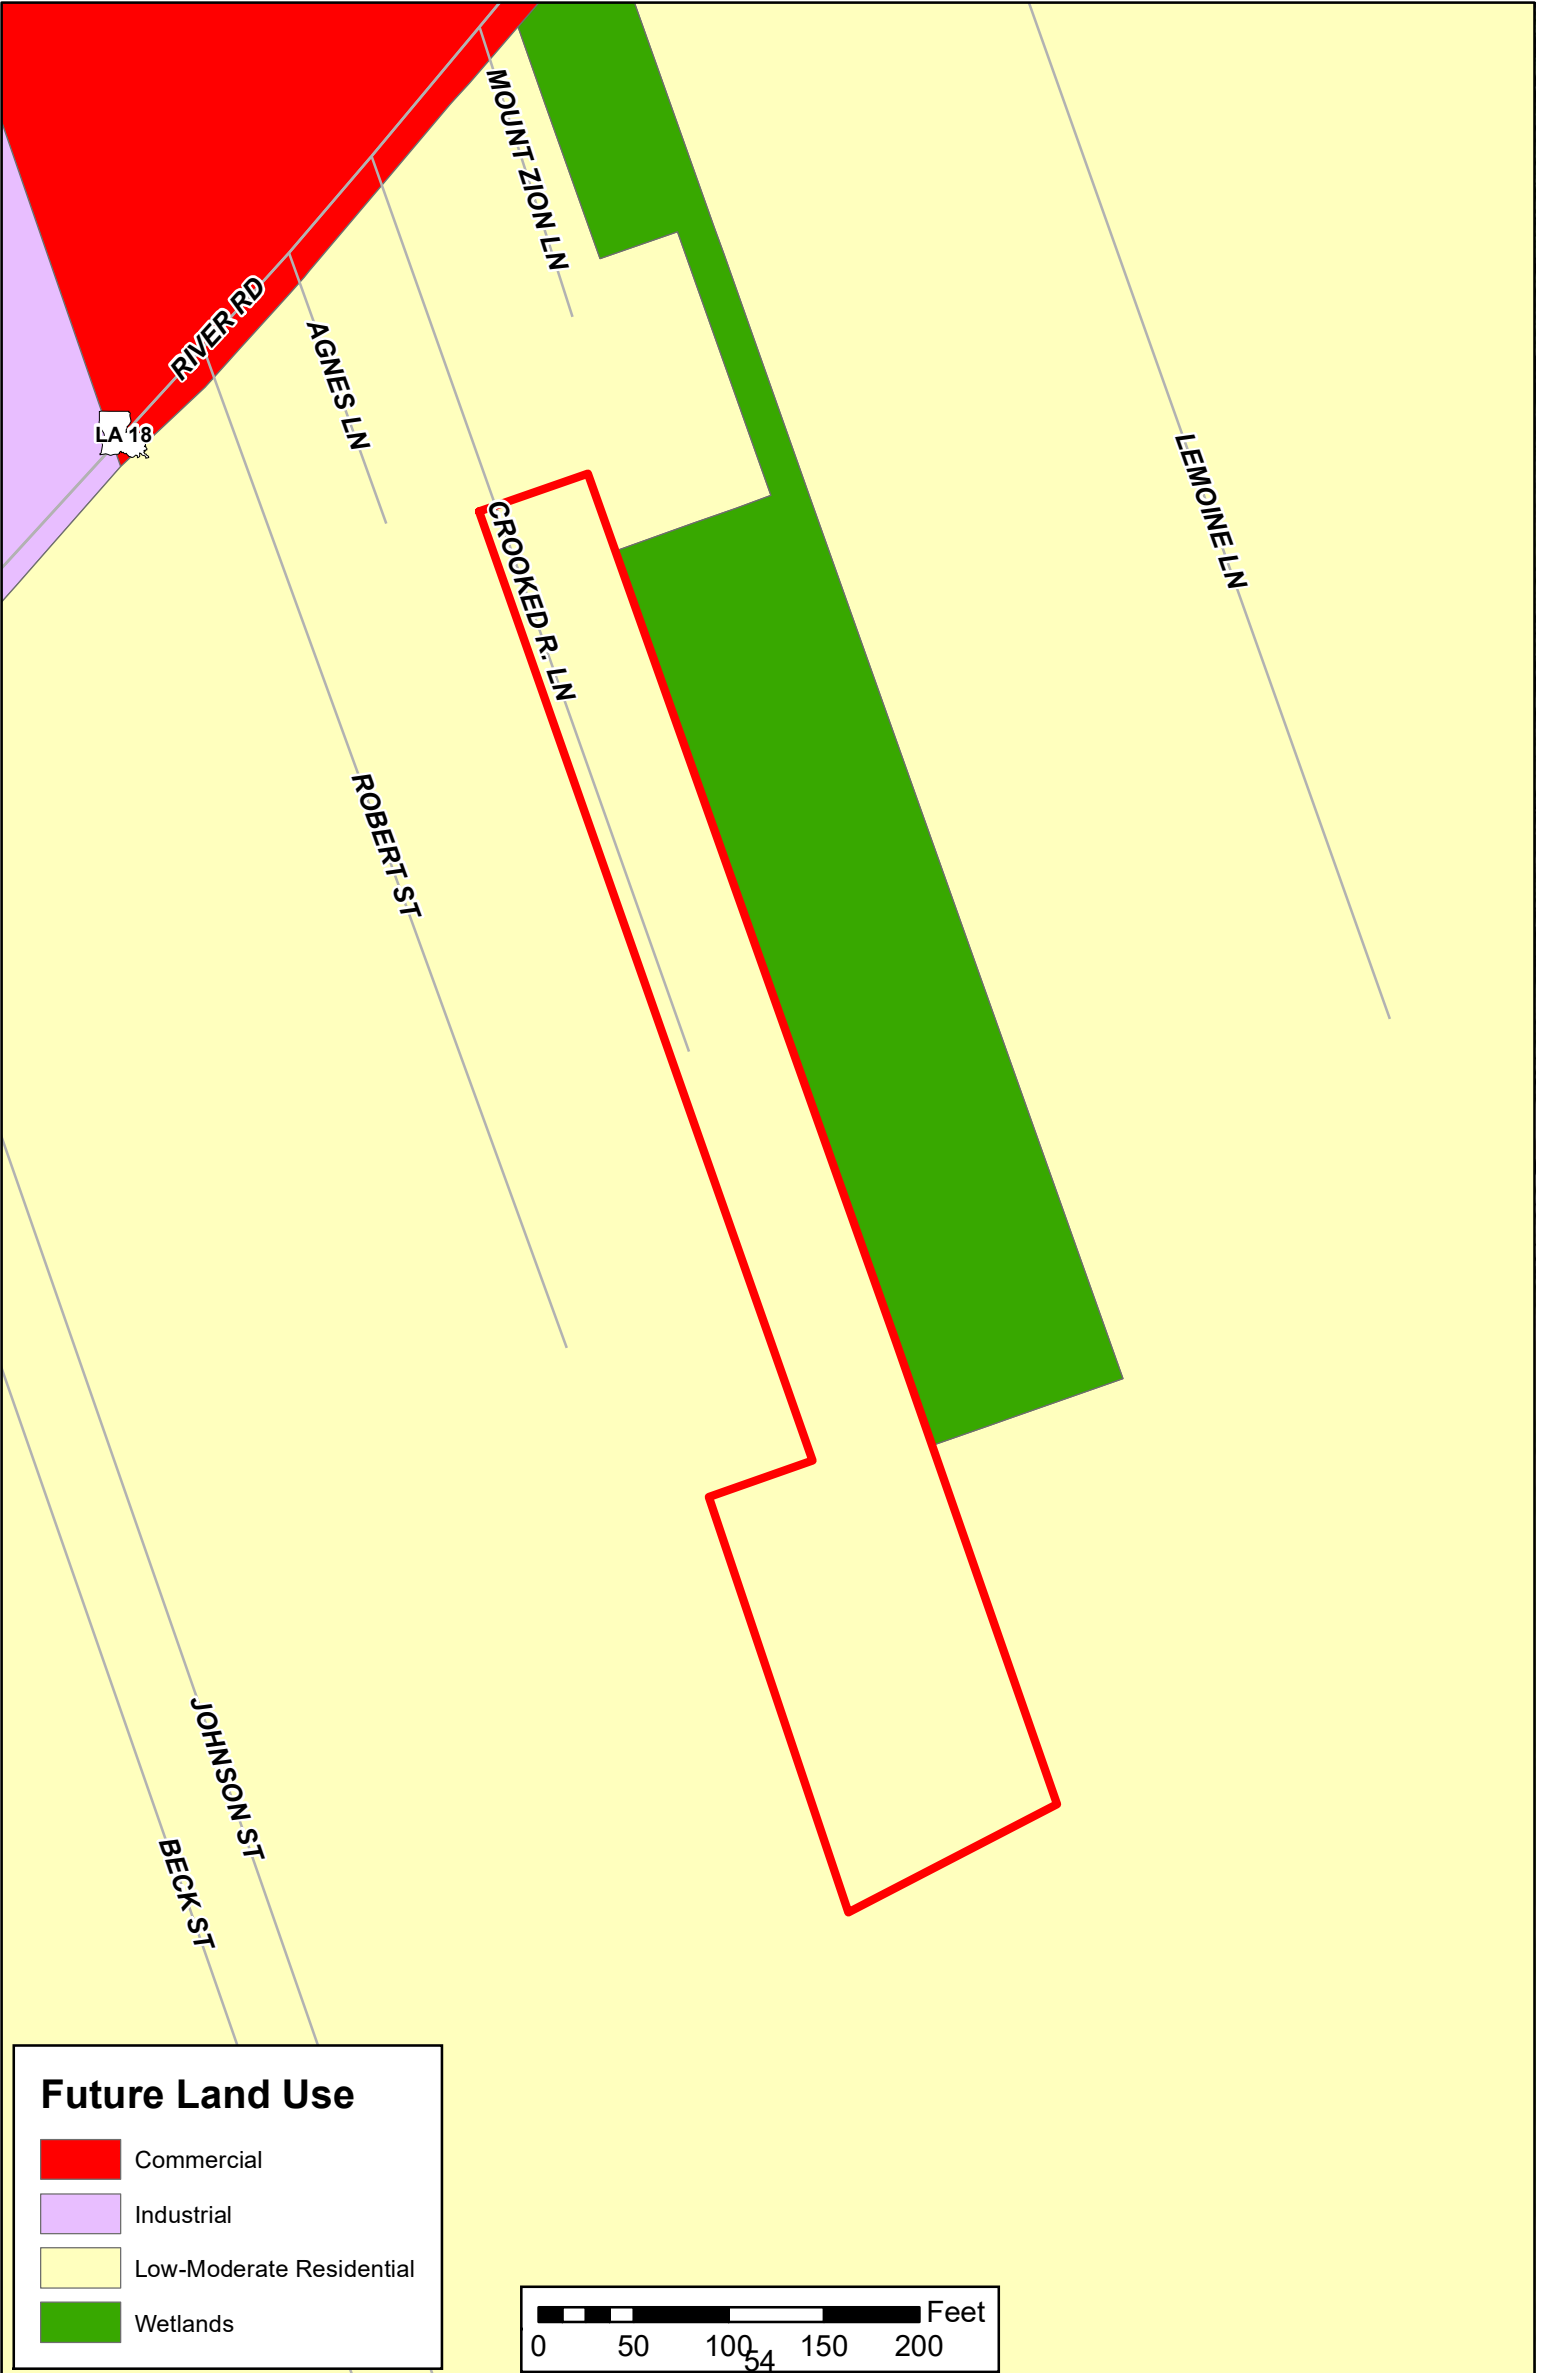 MOUNT ZION LN
RIVER RD
AGNES LN
LA 18
LEMOINE LN
CROOKED R. LN
ROBERT ST
JOHNSON ST
BECK ST
Future Land Use
Commercial
Industrial
Low-Moderate Residential
Wetlands
Feet
0 50 100 150 200
54